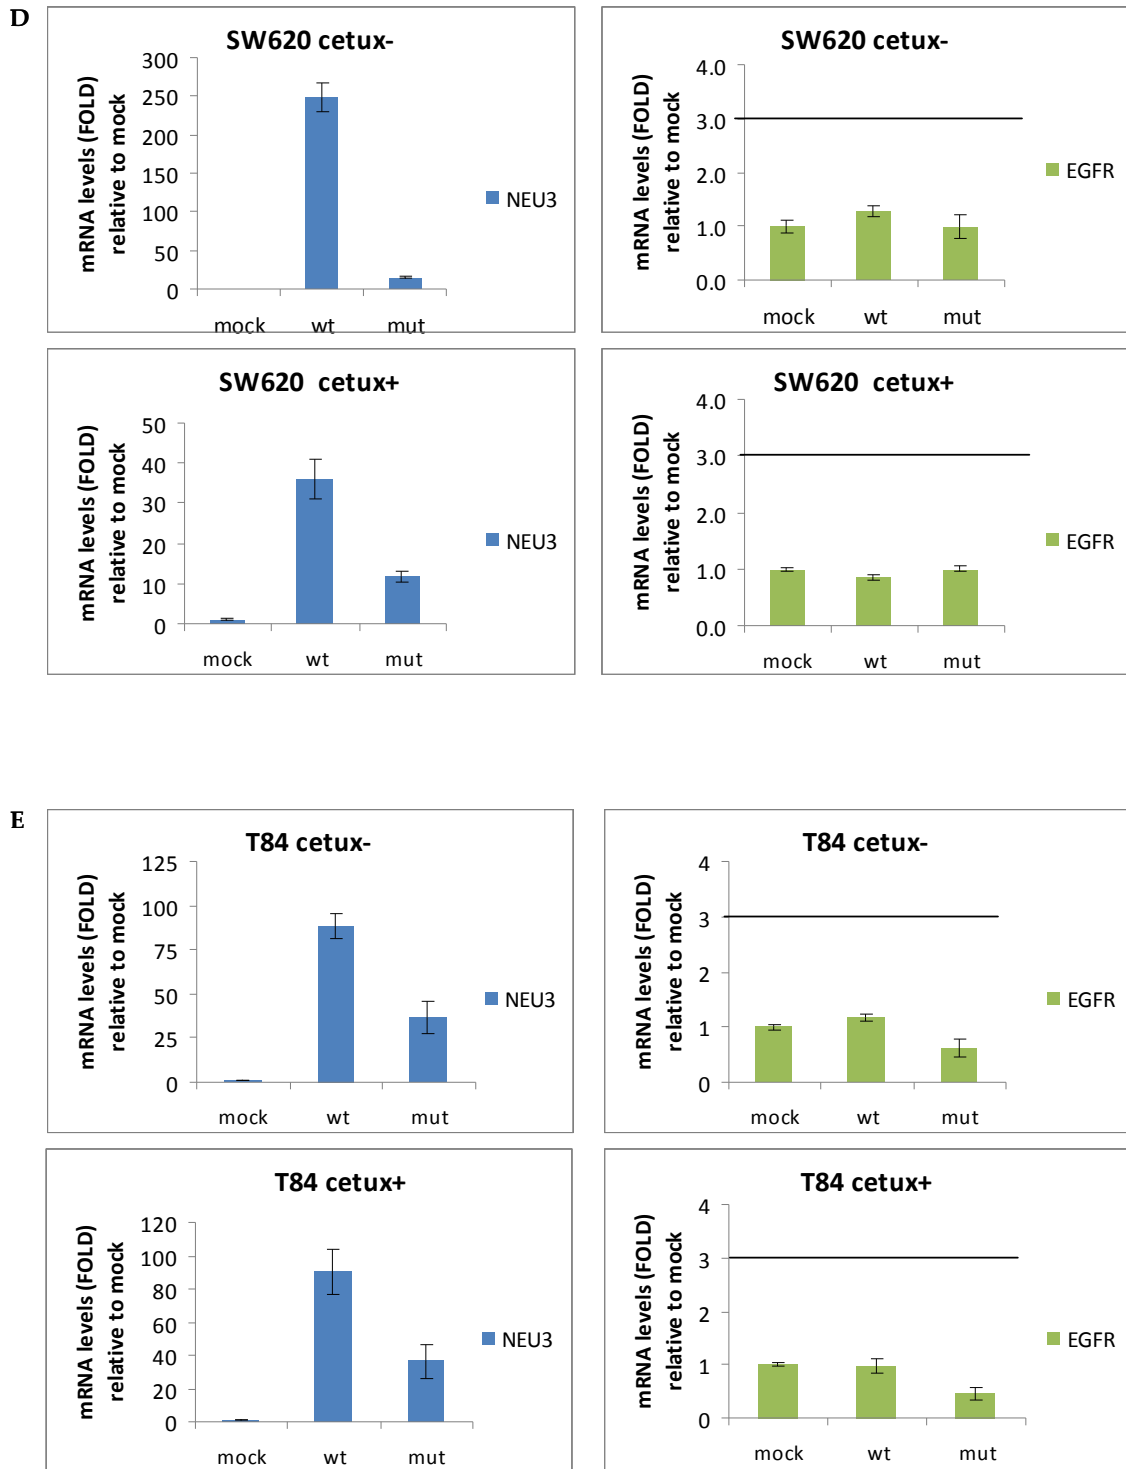 D
SW620 cetux-
mRNA levels (FOLD)
relative to mock
300
250
200
150
100
50
0
mock wt mut
NEU3
SW620 cetux-
mRNA levels (FOLD)
relative to mock
4.0
3.0
2.0
1.0
0.0
mock wt mut
EGFR
SW620 cetux+
mRNA levels (FOLD)
relative to mock
50
40
30
20
10
0
mock wt mut
NEU3
SW620 cetux+
mRNA levels (FOLD)
relative to mock
4.0
3.0
2.0
1.0
0.0
mock wt mut
EGFR
E
T84 cetux-
mRNA levels (FOLD)
relative to mock
125
100
75
50
25
0
mock wt mut
NEU3
T84 cetux-
mRNA levels (FOLD)
relative to mock
4
3
2
1
0
mock wt mut
EGFR
T84 cetux+
mRNA levels (FOLD)
relative to mock
120
100
80
60
40
20
0
mock wt mut
NEU3
T84 cetux+
mRNA levels (FOLD)
relative to mock
4
3
2
1
0
mock wt mut
EGFR